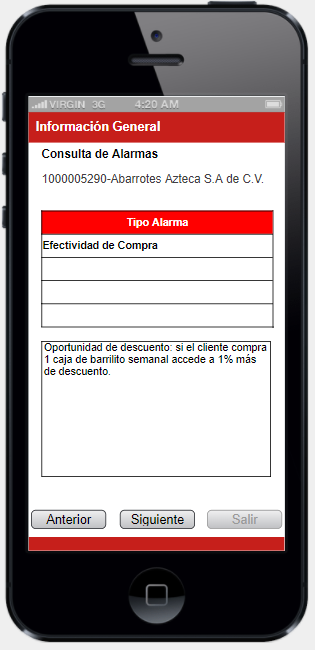 VIRGIN 3G 4:20 AM
Información General
Consulta de Alarmas
1000005290-Abarrotes Azteca S.A de C.V.
Tipo Alarma
Efectividad de Compra
Oportunidad de descuento: si el cliente compra
1 caja de barrilito semanal accede a 1% más
de descuento.
Anterior Siguiente Salir